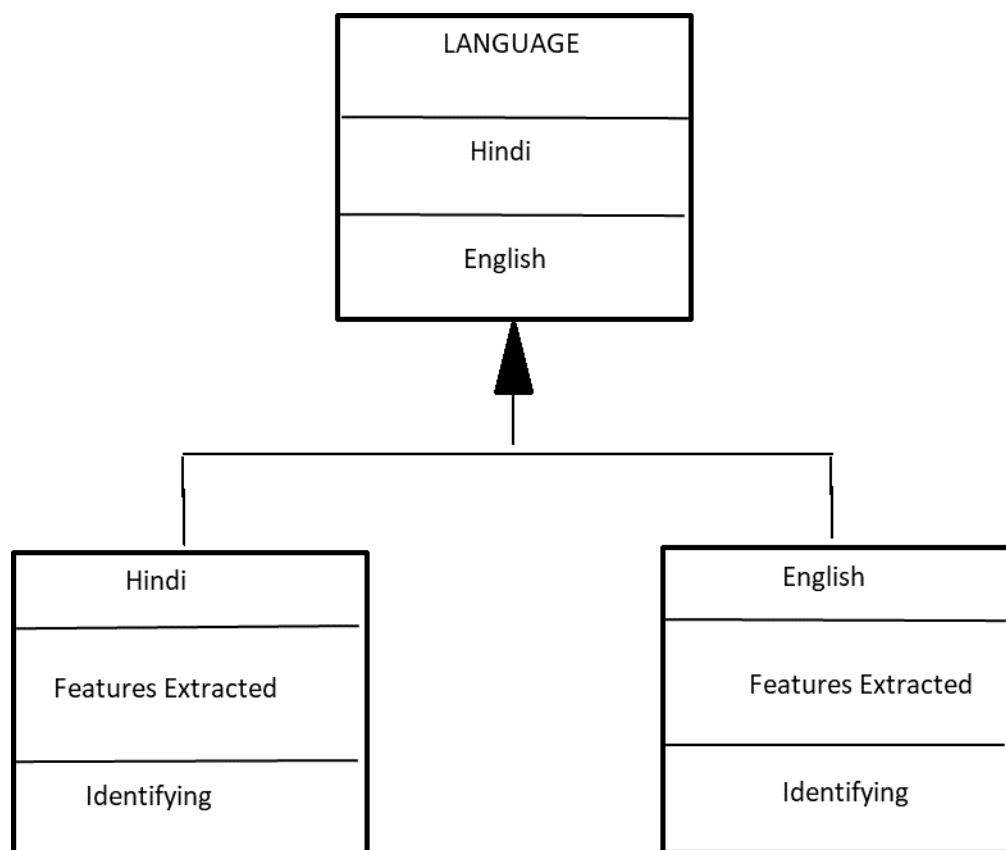 LANGUAGE
Hindi
English
Hindi
Features Extracted
Identifying
English
Features Extracted
Identifying